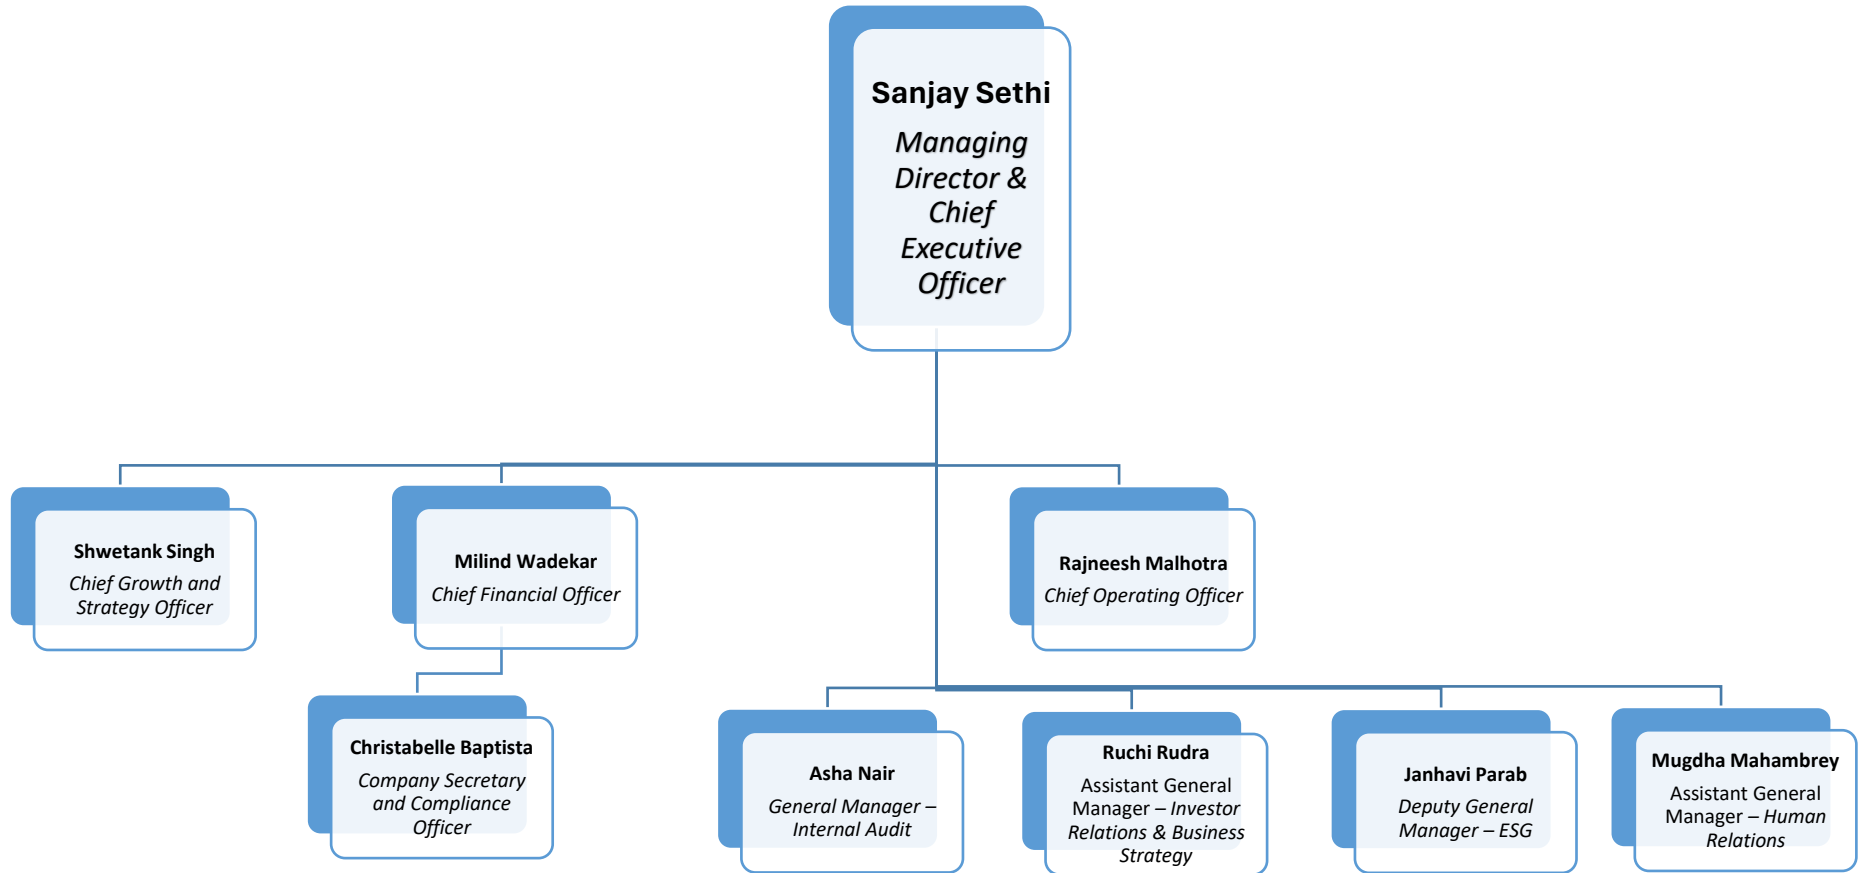 Sanjay Sethi
Managing
Director &
Chief
Executive
Officer
Shwetank Singh
Chief Growth and
Strategy Officer
Milind Wadekar
Chief Financial Officer
Rajneesh Malhotra
Chief Operating Officer
Christabelle Baptista
Company Secretary
and Compliance
Officer
Asha Nair
General Manager –
Internal Audit
Ruchi Rudra
Assistant General
Manager – Investor
Relations & Business
Strategy
Janhavi Parab
Deputy General
Manager – ESG
Mugdha Mahambrey
Assistant General
Manager – Human
Relations